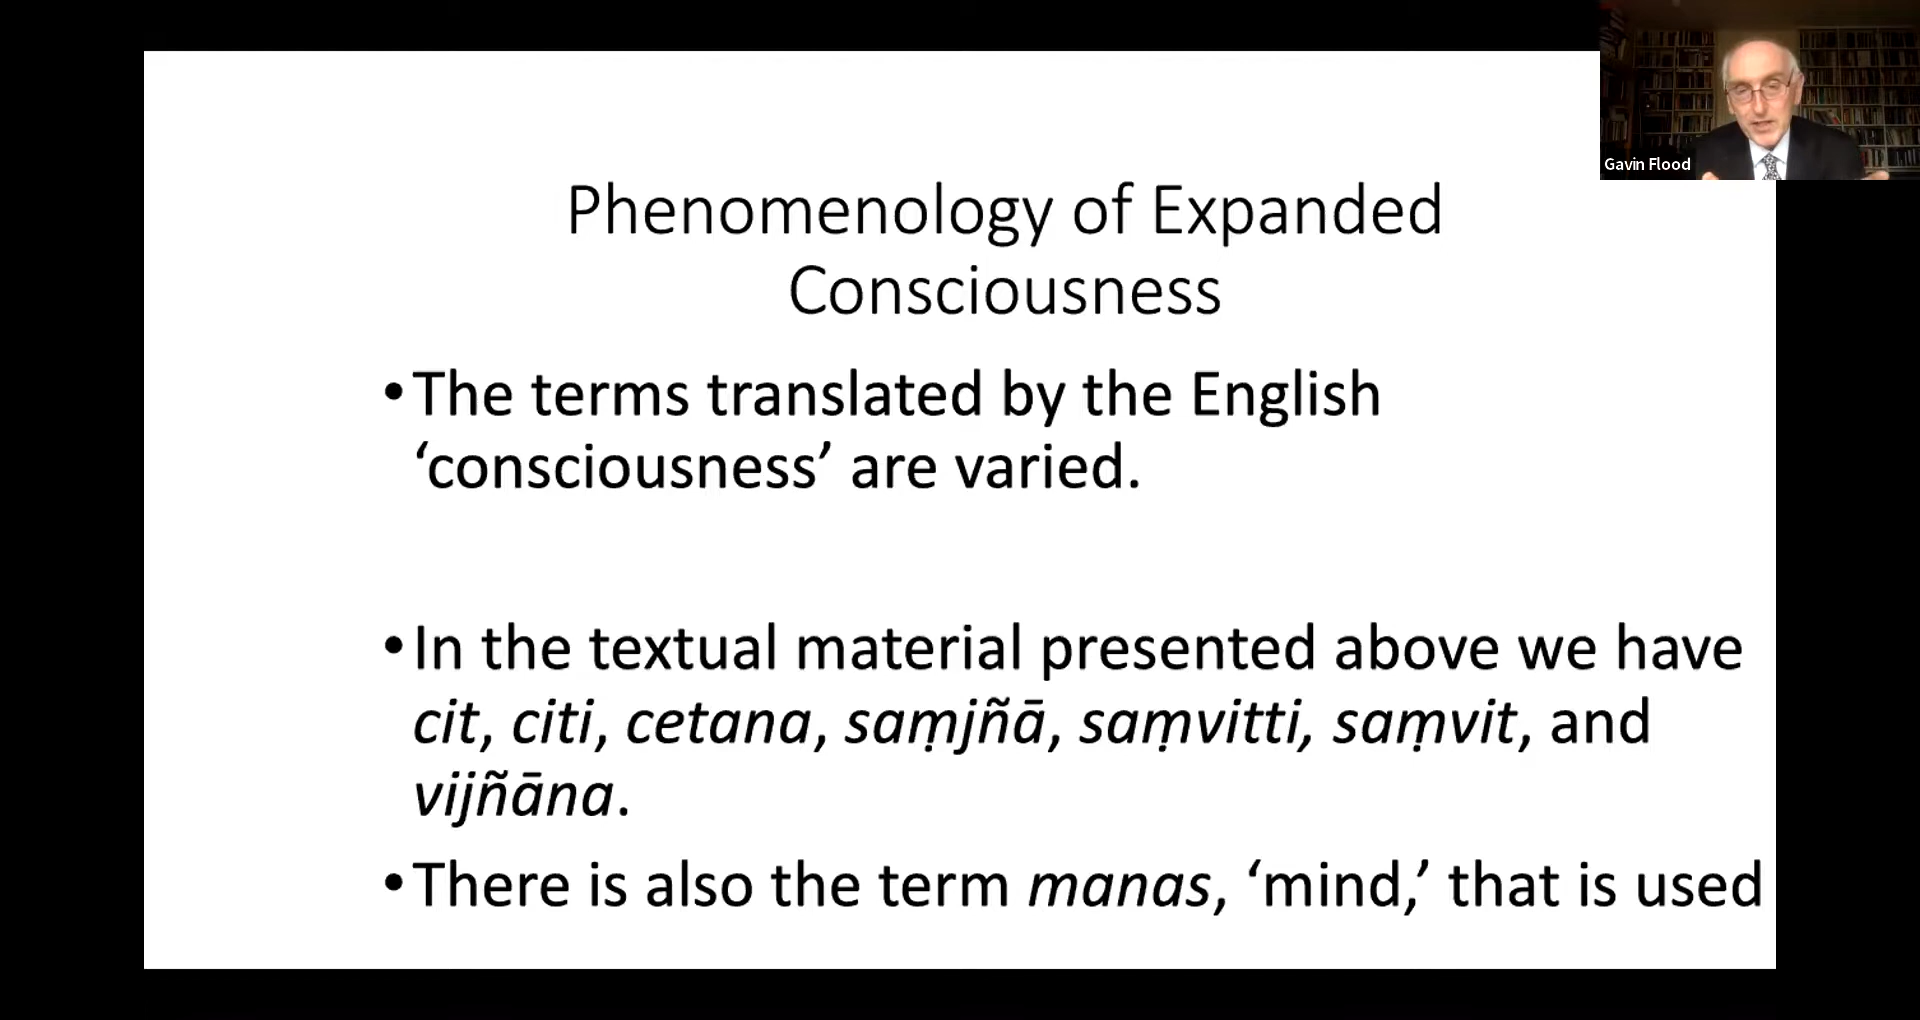 Gavin Flood
Phenomenology of Expanded
Consciousness
•The terms translated by the English
‘consciousness’ are varied.
•In the textual material presented above we have
cit, citi, cetana, saṃjñā, saṃvitti, saṃvit, and
vijñāna.
•There is also the term manas, ‘mind,’ that is used